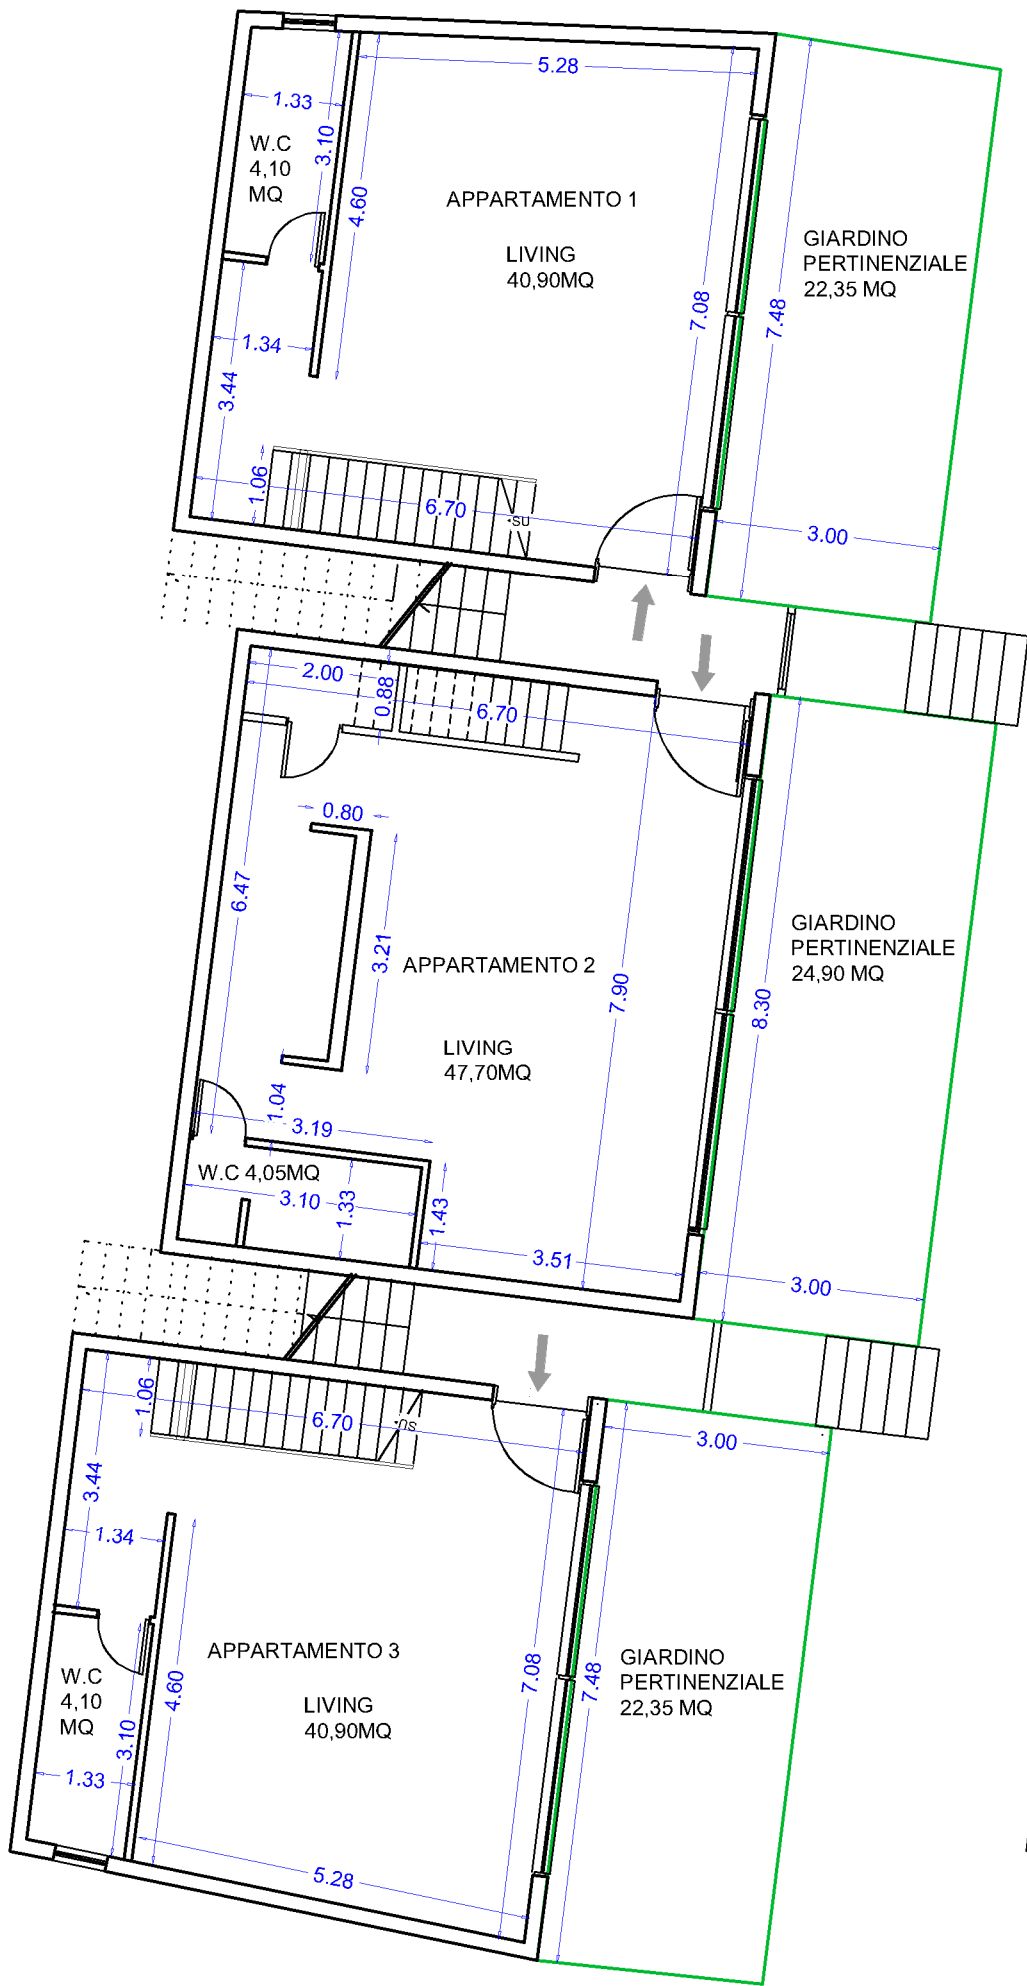 5.28
1.33
3.10
W.C
4,10
MQ
4.60
APPARTAMENTO 1
LIVING
40,90MQ
GIARDINO
PERTINENZIALE
22,35 MQ
7.08
7.48
1.34
3.44
1.06
6.70
SU
3.00
2.00
0.88
6.70
0.80
6.47
3.21
APPARTAMENTO 2
GIARDINO
PERTINENZIALE
24,90 MQ
7.90
8.30
LIVING
47,70MQ
1.04
3.19
W.C 4,05MQ
3.10
1.33
1.43
3.51
3.00
1.06
6.70
SU
3.00
3.44
1.34
APPARTAMENTO 3
LIVING
40,90MQ
GIARDINO
PERTINENZIALE
22,35 MQ
7.08
7.48
W.C
4,10
MQ
4.60
3.10
1.33
5.28